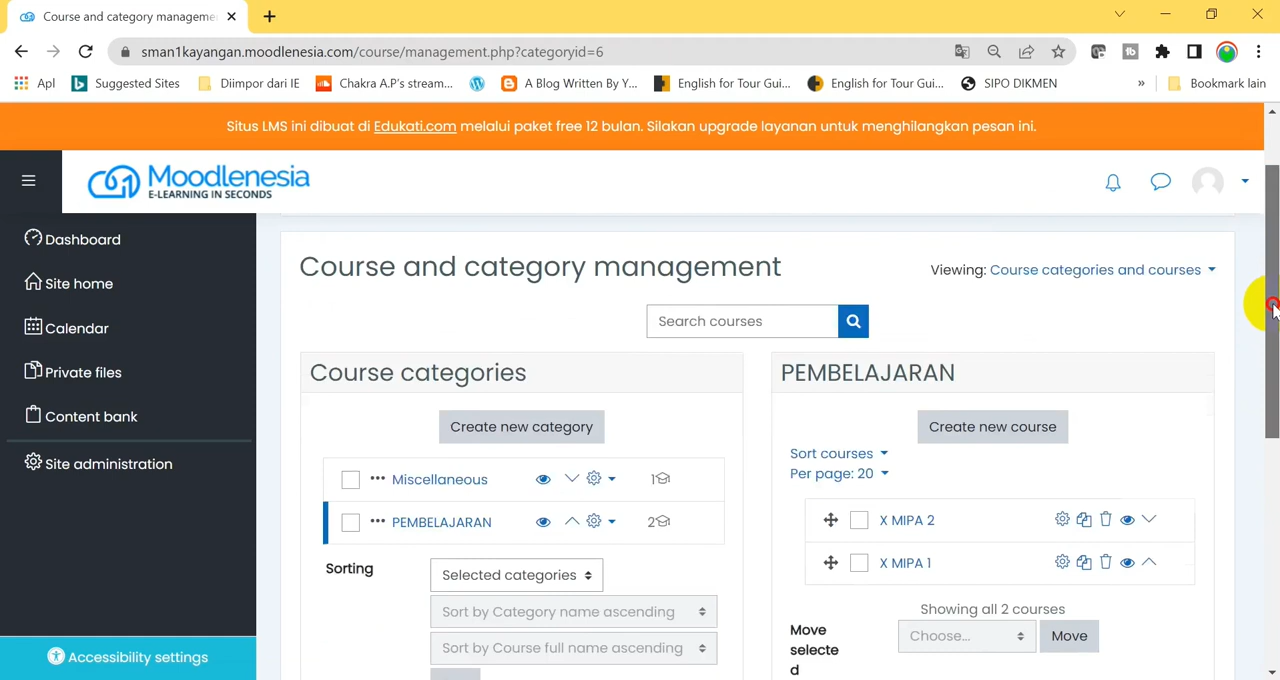 Course and category manageme
sman1kayangan.moodlenesia.com/course/management.php?categoryid=6
Apl Suggested Sites Diimpor dari IE Chakra A.P's stream... A Blog Written By Y... English for Tour Gui... English for Tour Gui... SIPO DIKMEN » Bookmark lain
Situs LMS ini dibuat di Edukati.com melalui paket free 12 bulan. Silakan upgrade layanan untuk menghilangkan pesan ini.
Moodlenesia
E-LEARNING IN SECONDS
Dashboard
Site home
Calendar
Private files
Content bank
Site administration
Accessibility settings
Course and category management
Viewing: Course categories and courses
Search courses
Course categories
Create new category
Miscellaneous 1
PEMBELAJARAN 2
Sorting
Selected categories
Sort by Category name ascending
Sort by Course full name ascending
PEMBELAJARAN
Create new course
Sort courses
Per page: 20
X MIPA 2
X MIPA 1
Showing all 2 courses
Move
selecte
d
Choose...
Move